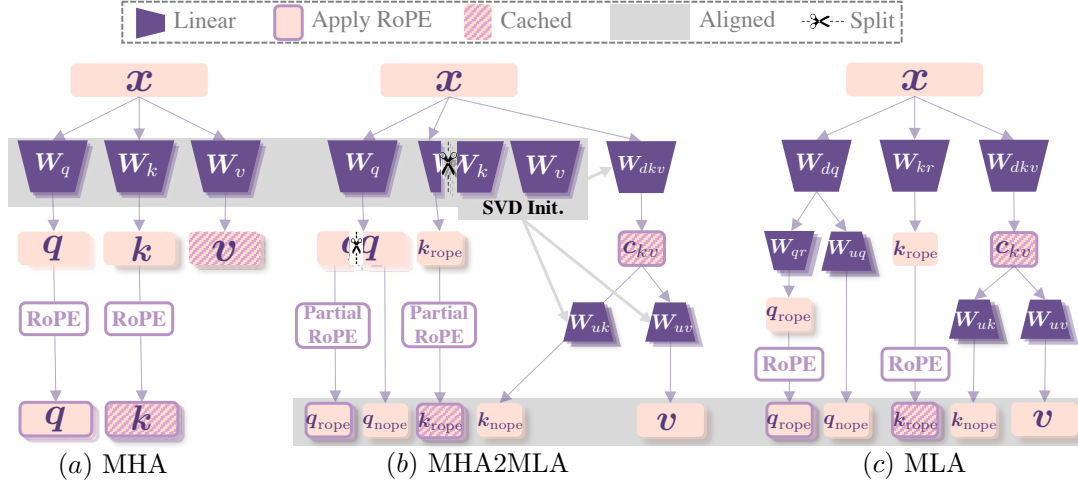 Linear Apply RoPE Cached Aligned Split
x x x
W_q W_k W_v W_q W_k W_v W_dkv W_dq W_kr W_dkv
SVD Init.
q k v q k_rope c_kv W_qr W_uq k_rope c_kv
RoPE RoPE Partial RoPE Partial RoPE W_uk W_uv q_rope W_uk W_uv
RoPE RoPE
q k q_rope q_nope k_rope k_nope v q_rope q_nope k_rope k_nope v
(a) MHA (b) MHA2MLA (c) MLA